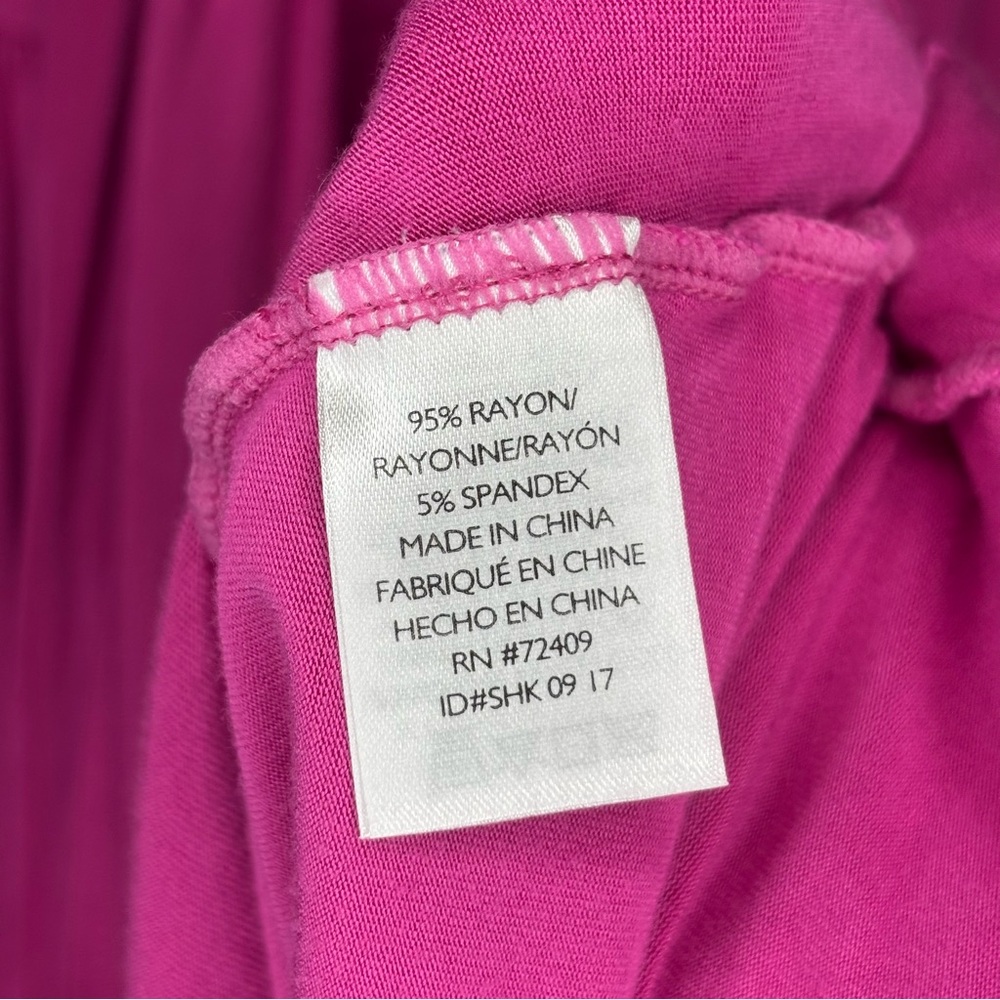 95% RAYON/
RAYONNE/RAYÓN
5% SPANDEX
MADE IN CHINA
FABRIQUÉ EN CHINE
HECHO EN CHINA
RN #72409
ID#SHK 09 17